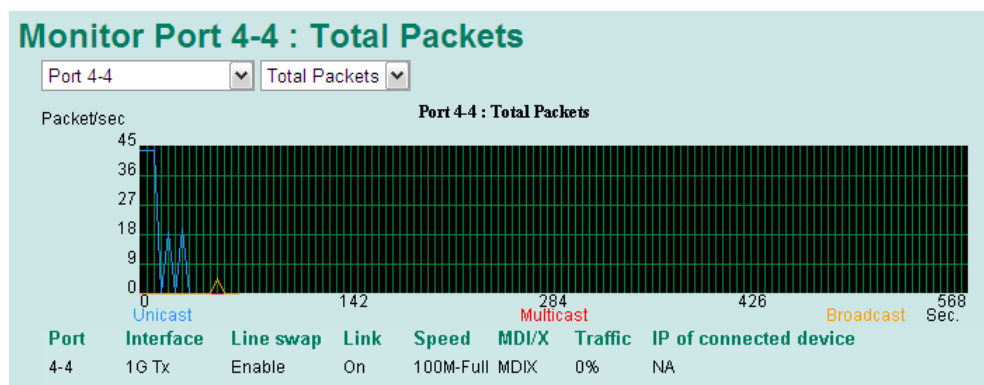 Monitor Port 4-4 : Total Packets
Port 4-4 Total Packets
Packet/sec Port 4-4 : Total Packets
45
36
27
18
9
0
0 142 284 426 568
Unicast Multicast Broadcast Sec.
Port Interface Line swap Link Speed MDI/X Traffic IP of connected device
4-4 1G Tx Enable On 100M-Full MDIX 0% NA